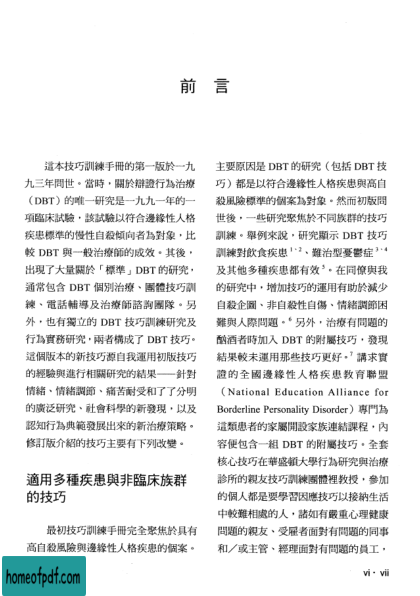 前 言
這本技巧訓練手冊的第一版於一九
九三年問世。當時，關於辯證行為治療
（DBT）的唯一研究是一九九一年的一
項臨床試驗，該試驗以符合邊緣性人格
疾患標準的慢性自殺傾向者為對象，比
較 DBT 與一般治療師的成效。其後，
出現了大量關於「標準」DBT 的研究，
通常包含 DBT 個別治療、團體技巧訓
練、電話輔導及治療師諮詢團隊。另
外，也有獨立的 DBT 技巧訓練研究及
行為實務研究，兩者構成了 DBT 技巧。
這個版本的新技巧源自我運用初版技巧
的經驗與進行相關研究的結果——針對
情緒、情緒調節、痛苦耐受和了了分明
的廣泛研究、社會科學的新發現，以及
認知行為典範發展出來的新治療策略。
修訂版介紹的技巧主要有下列改變。
適用多種疾患與非臨床族群
的技巧
最初技巧訓練手冊完全聚焦於具有
高自殺風險與邊緣性人格疾患的個案。
主要原因是 DBT 的研究（包括 DBT 技
巧）都是以符合邊緣性人格疾患與高自
殺風險標準的個案為對象。然而初版問
世後，一些研究聚焦於不同族群的技巧
訓練。舉例來說，研究顯示 DBT 技巧
訓練對飲食疾患 1、2、難治型憂鬱症 3、4
及其他多種疾患都有效 5。在同僚與我
的研究中，增加技巧的運用有助於減少
自殺企圖、非自殺性自傷、情緒調節困
難與人際問題。6 另外，治療有問題的
酗酒者時加入 DBT 的附屬技巧，發現
結果較未運用那些技巧更好。7 講求實
證的全國邊緣性人格疾患教育聯盟
（National Education Alliance for
Borderline Personality Disorder）專門為
這類患者的家屬開設家族連結課程，內
容便包含一組 DBT 的附屬技巧。全套
核心技巧在華盛頓大學行為研究與治療
診所的親友技巧訓練團體裡教授，參加
的個人都是要學習因應技巧以接納生活
中較難相處的人，諸如有嚴重心理健康
問題的親友、受雇者面對有問題的同事
和／或主管、經理面對有問題的員工，
vi・vii
homeofpdf.com